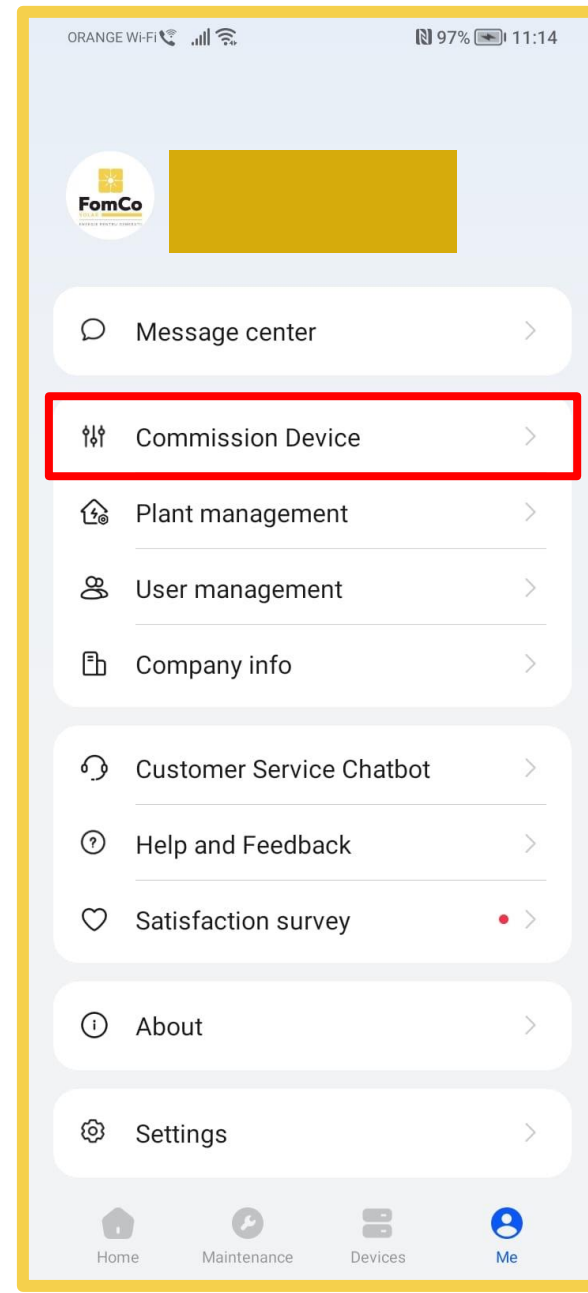 ORANGE Wi-Fi 97% 11:14
FomCo
SOLAR
Message center
Commission Device
Plant management
User management
Company info
Customer Service Chatbot
Help and Feedback
Satisfaction survey
About
Settings
Home Maintenance Devices Me